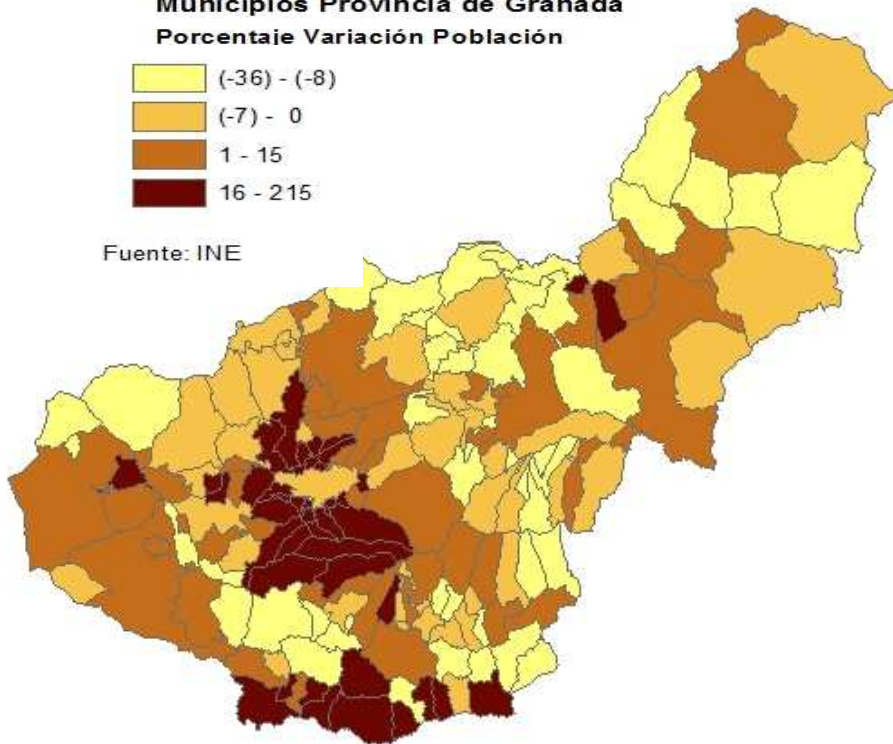 Municipios Provincia de Granada
Porcentaje Variación Población
(-36) - (-8)
(-7) - 0
1 - 15
16 - 215
Fuente: INE